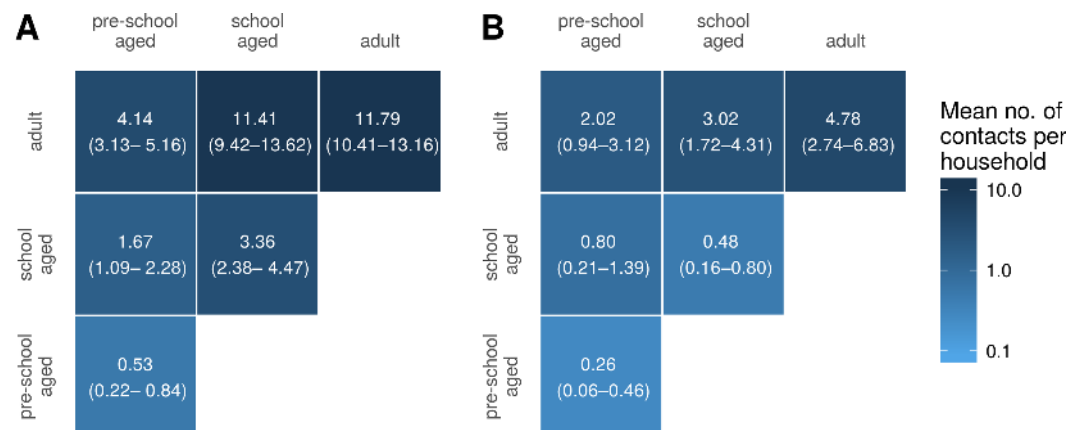 A
pre-school
aged
school
aged
adult
adult
4.14
(3.13– 5.16)
11.41
(9.42–13.62)
11.79
(10.41–13.16)
school
aged
1.67
(1.09– 2.28)
3.36
(2.38– 4.47)
pre-school
aged
0.53
(0.22– 0.84)
B
pre-school
aged
school
aged
adult
adult
2.02
(0.94–3.12)
3.02
(1.72–4.31)
4.78
(2.74–6.83)
school
aged
0.80
(0.21–1.39)
0.48
(0.16–0.80)
pre-school
aged
0.26
(0.06–0.46)
Mean no. of
contacts per
household
10.0
1.0
0.1